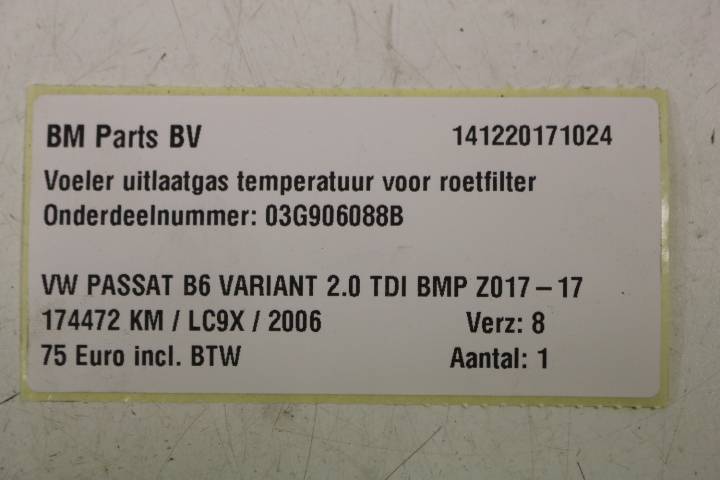 BM Parts BV 141220171024
Voeler uitlaatgas temperatuur voor roetfilter
Onderdeelnummer: 03G906088B
VW PASSAT B6 VARIANT 2.0 TDI BMP Z017-17
174472 KM / LC9X / 2006 Verz: 8
75 Euro incl. BTW Aantal: 1